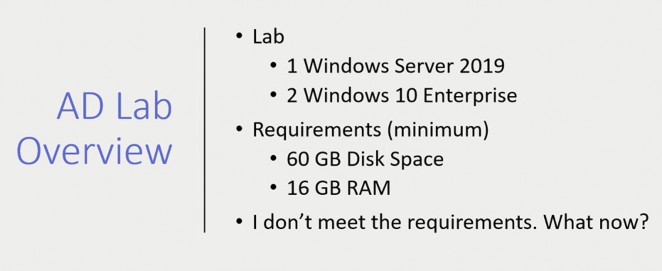 AD Lab
Overview
• Lab
• 1 Windows Server 2019
• 2 Windows 10 Enterprise
• Requirements (minimum)
• 60 GB Disk Space
• 16 GB RAM
• I don’t meet the requirements. What now?